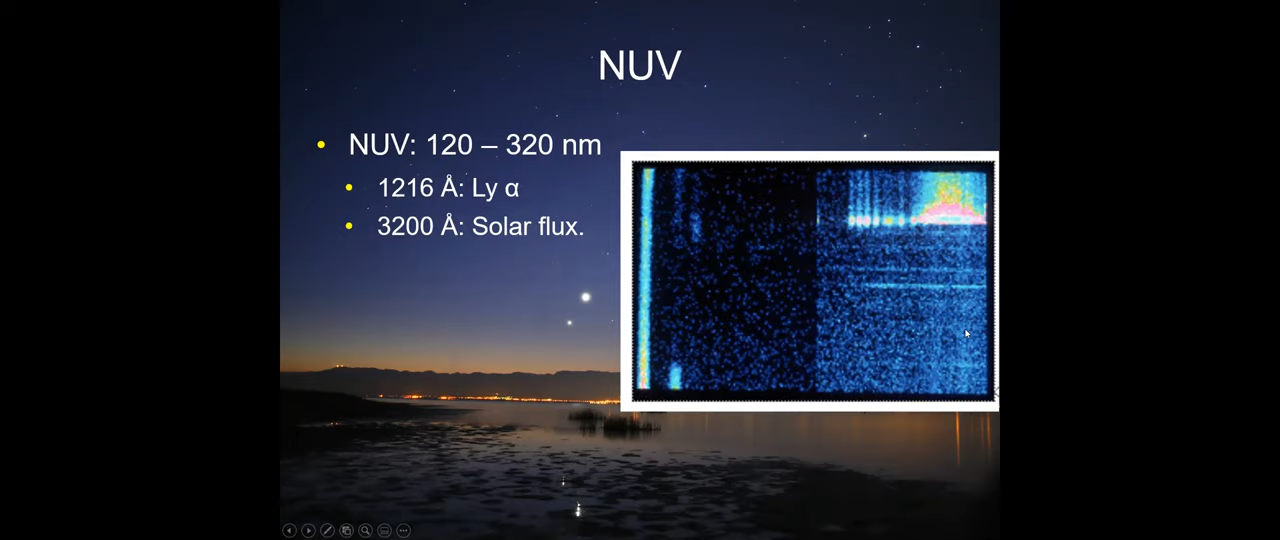 NUV
NUV: 120 – 320 nm
1216 Å: Ly α
3200 Å: Solar flux.